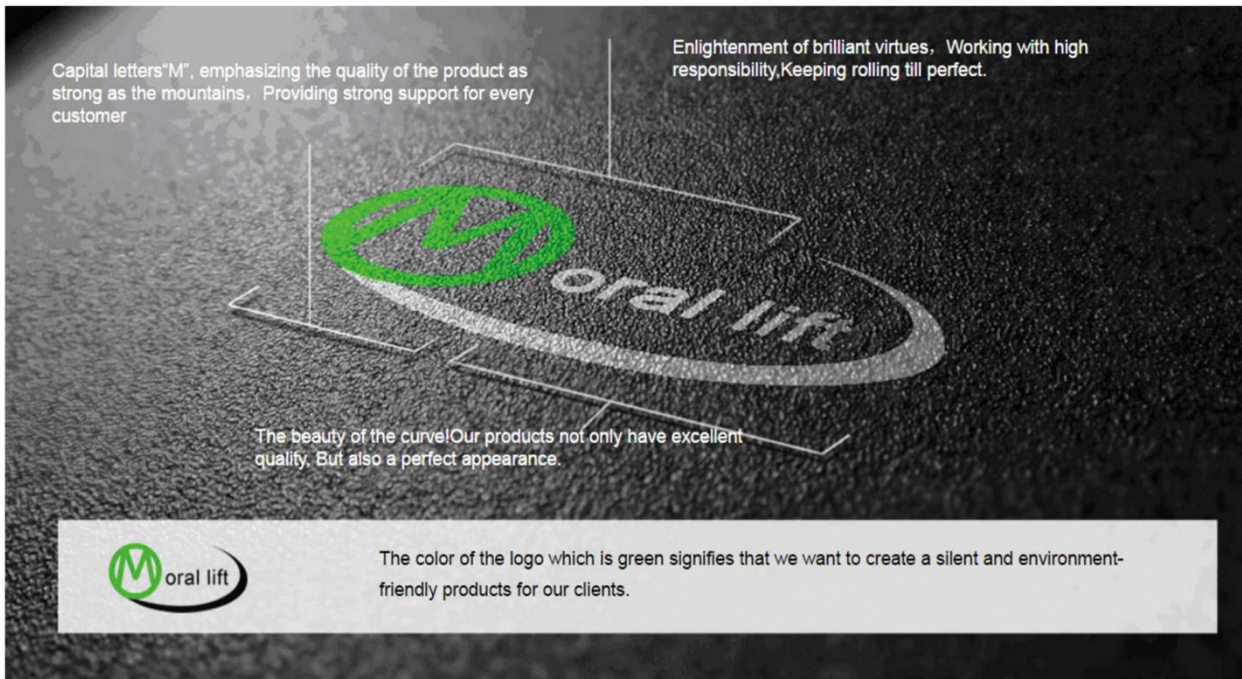 Capital letters“M”, emphasizing the quality of the product as
strong as the mountains，Providing strong support for every
customer
Enlightenment of brilliant virtues，Working with high
responsibility,Keeping rolling till perfect.
M oral lift
The beauty of the curve!Our products not only have excellent
quality, But also a perfect appearance.
M oral lift
The color of the logo which is green signifies that we want to create a silent and environment-
friendly products for our clients.